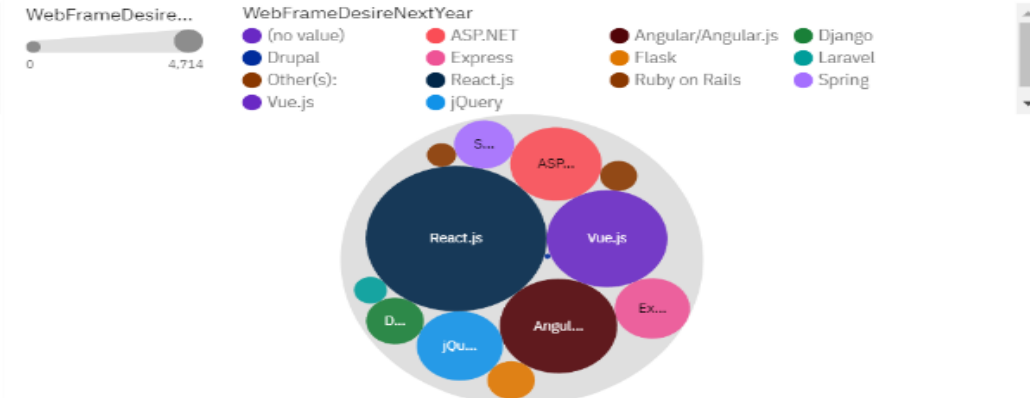 WebFrameDesire...
0
4,714
WebFrameDesireNextYear
(no value)
ASP.NET
Angular/Angular.js
Django
Drupal
Express
Flask
Laravel
Other(s):
React.js
Ruby on Rails
Spring
Vue.js
jQuery
S...
ASP...
React.js
Vue.js
Ex...
D...
Angul...
jQu...